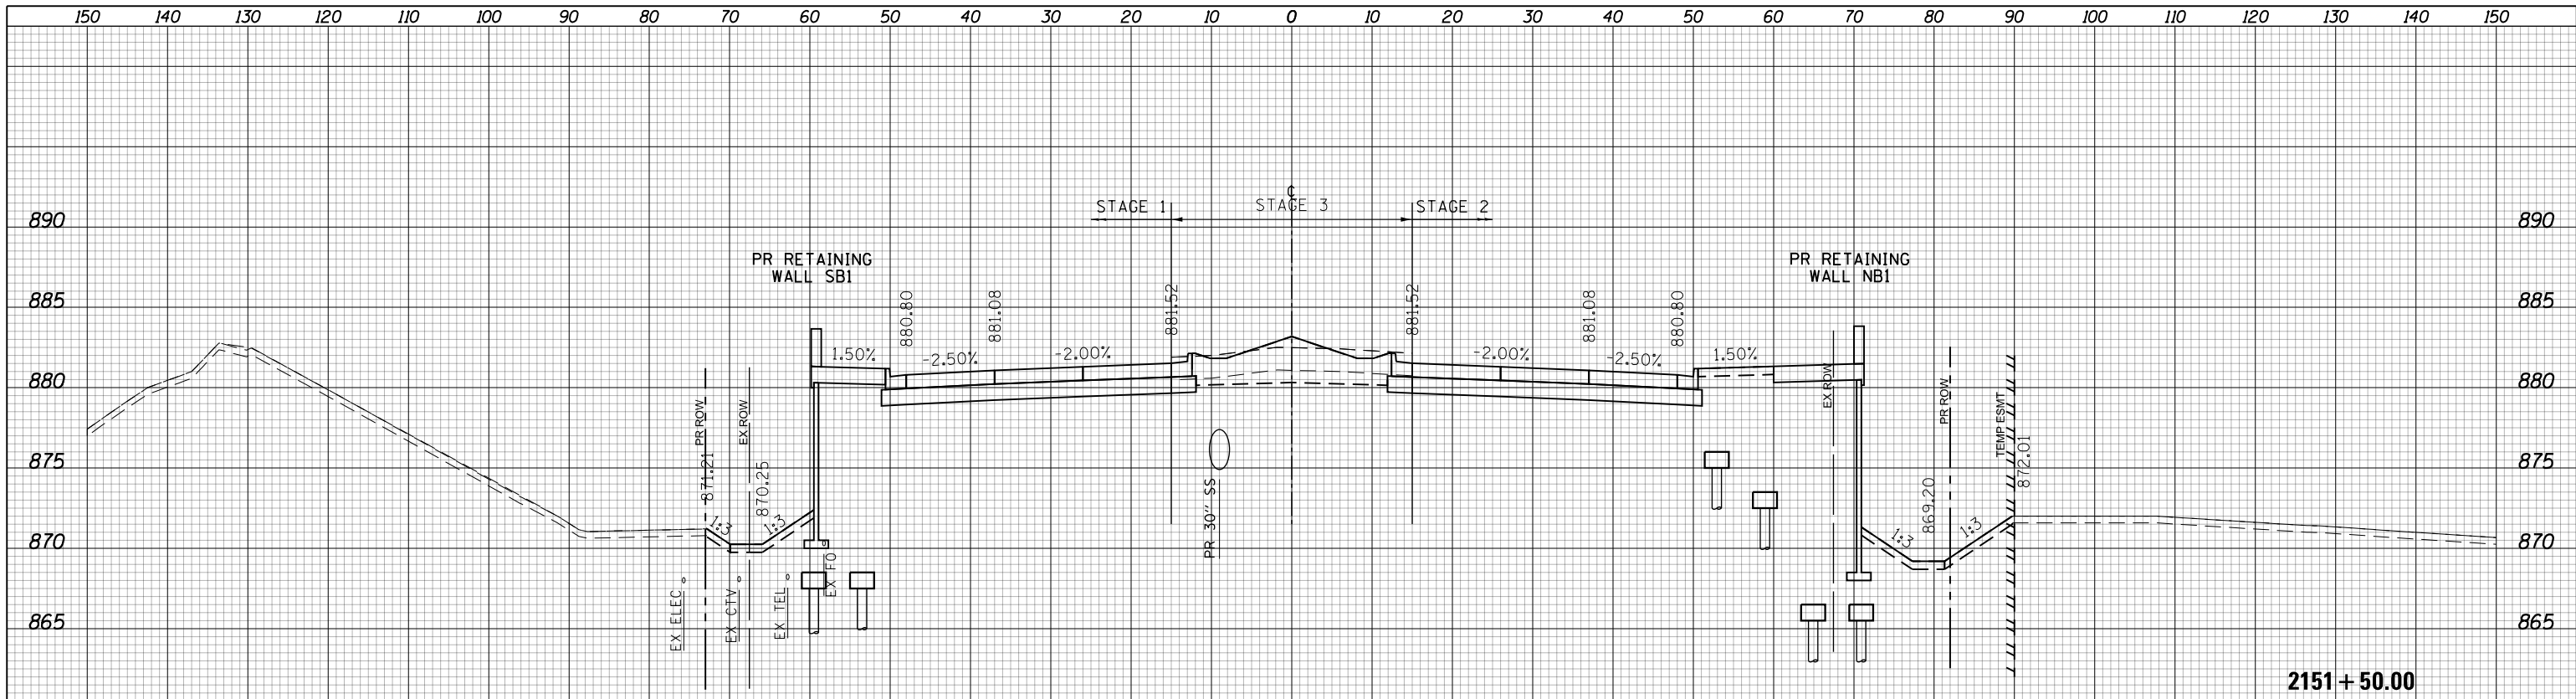 150 140 130 120 110 100 90 80 70 60 50 40 30 20 10 0 10 20 30 40 50 60 70 80 90 100 110 120 130 140 150
890 890
885 885
880 880
875 875
870 870
865 865
℄
STAGE 1 STAGE 3 STAGE 2
PR RETAINING
WALL SB1
PR RETAINING
WALL NB1
880.80
881.08
881.52
881.52
881.08
880.80
1.50% -2.50% -2.00% -2.00% -2.50% 1.50%
PR ROW
871.21
EX ROW
870.25
1:3
1:3
EX ELEC
EX CTV
EX TEL
EX FO
PR 30" SS
EX ROW
PR ROW
TEMP ESMT
872.01
869.20
1:3
1:3
2151+50.00